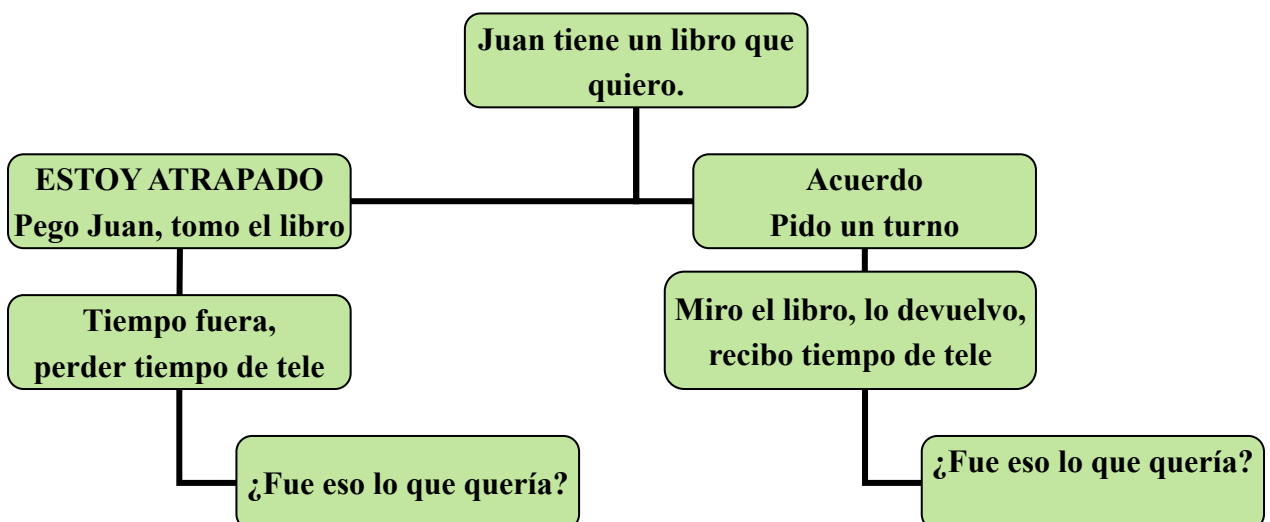 Juan tiene un libro que
quiero.
ESTOY ATRAPADO
Pego Juan, tomo el libro
Acuerdo
Pido un turno
Tiempo fuera,
perder tiempo de tele
Miro el libro, lo devuelvo,
recibo tiempo de tele
¿Fue eso lo que quería?
¿Fue eso lo que quería?